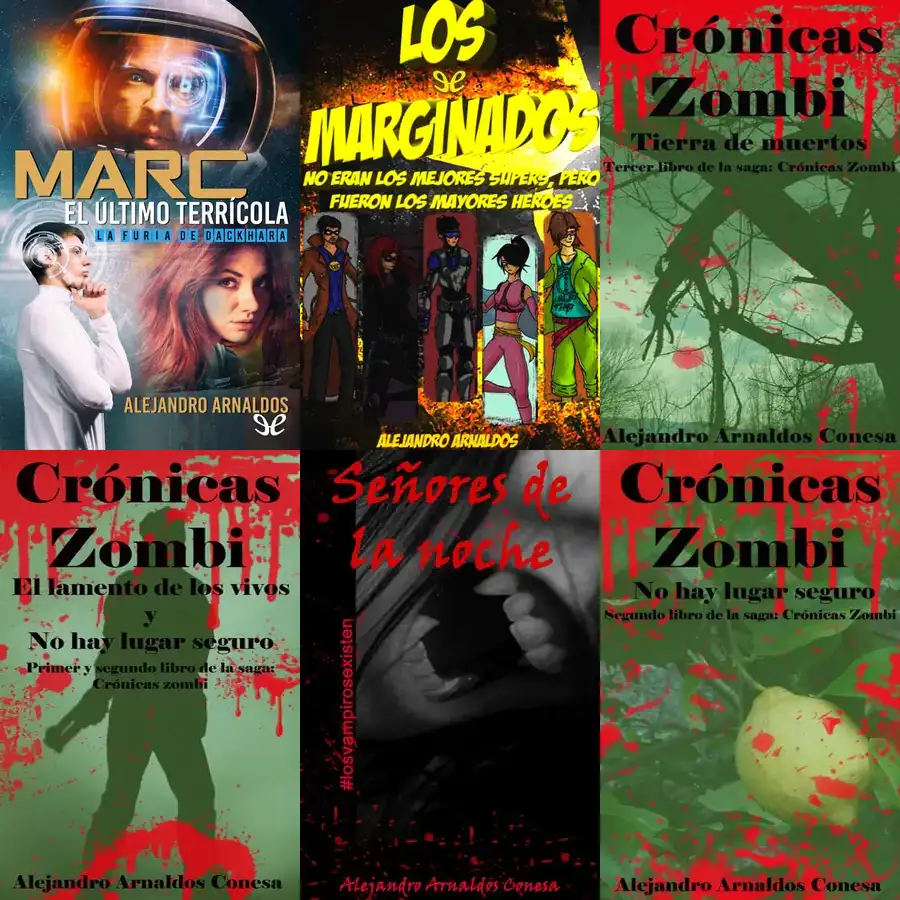 MARC
EL ÚLTIMO TERRÍCOLA
LA FURIA DE DACKHARA
ALEJANDRO ARNALDOS
LOS
MARGINADOS
NO ERAN LOS MEJORES SUPERS, PERO
FUERON LOS MAYORES HÉROES
ALEJANDRO ARNALDOS
Crónicas
Zombi
Tierra de muertos
Tercer libro de la saga: Crónicas Zombi
Alejandro Arnaldos Conesa
Crónicas
Zombi
El lamento de los vivos
y
No hay lugar seguro
Primer y segundo libro de la saga:
Crónicas zombi
Alejandro Arnaldos Conesa
Señores de
la noche
#losvampirosexisten
Alejandro Arnaldos Conesa
Crónicas
Zombi
No hay lugar seguro
Segundo libro de la saga: Crónicas Zombi
Alejandro Arnaldos Conesa